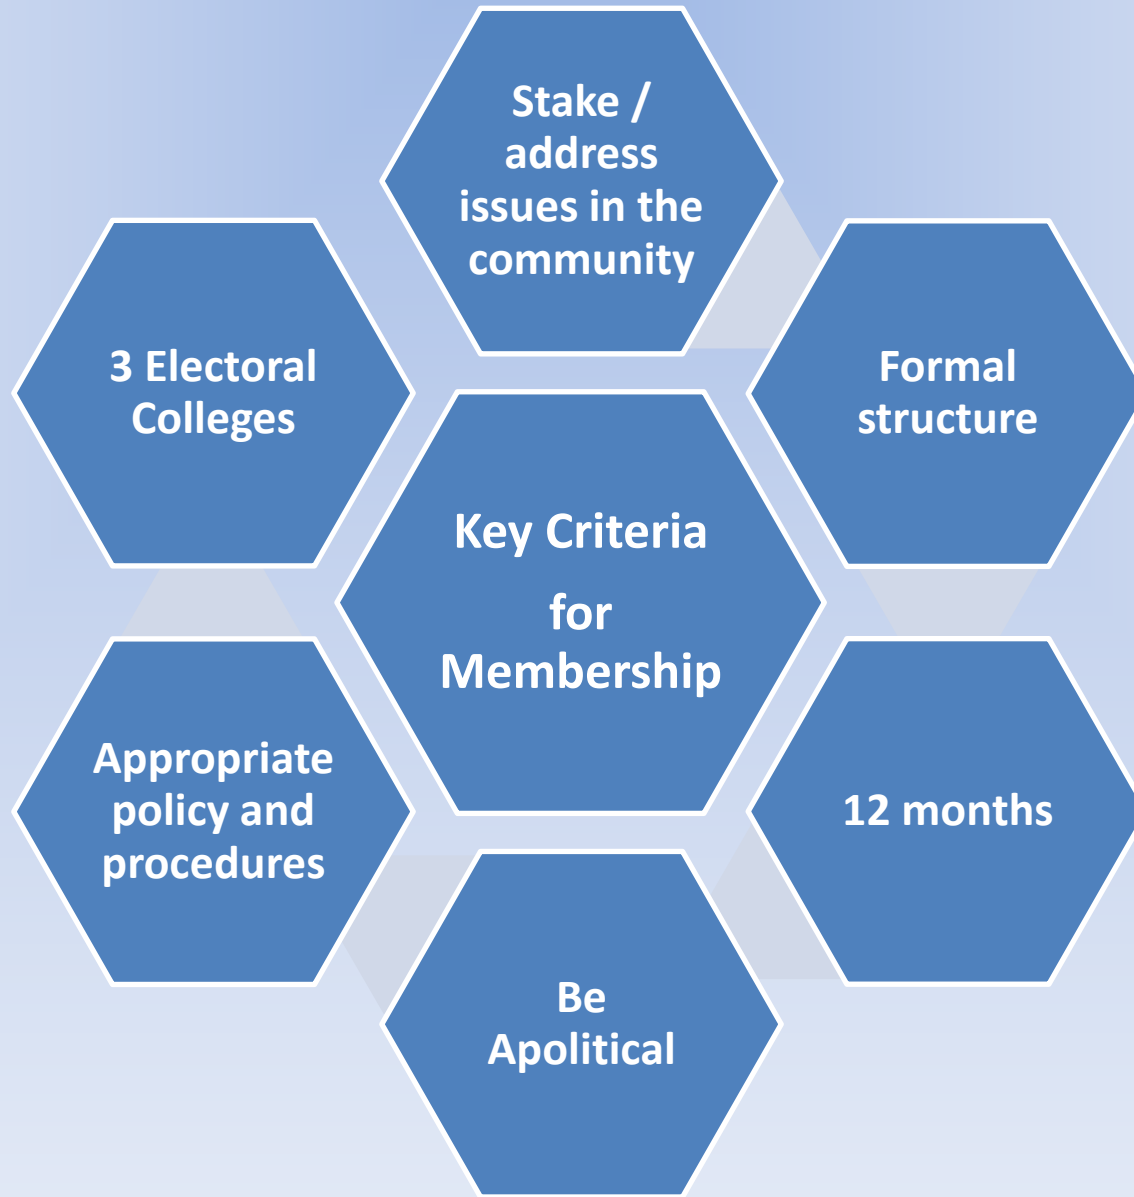 Stake /
address
issues in the
community
3 Electoral
Colleges
Formal
structure
Key Criteria
for
Membership
Appropriate
policy and
procedures
12 months
Be
Apolitical